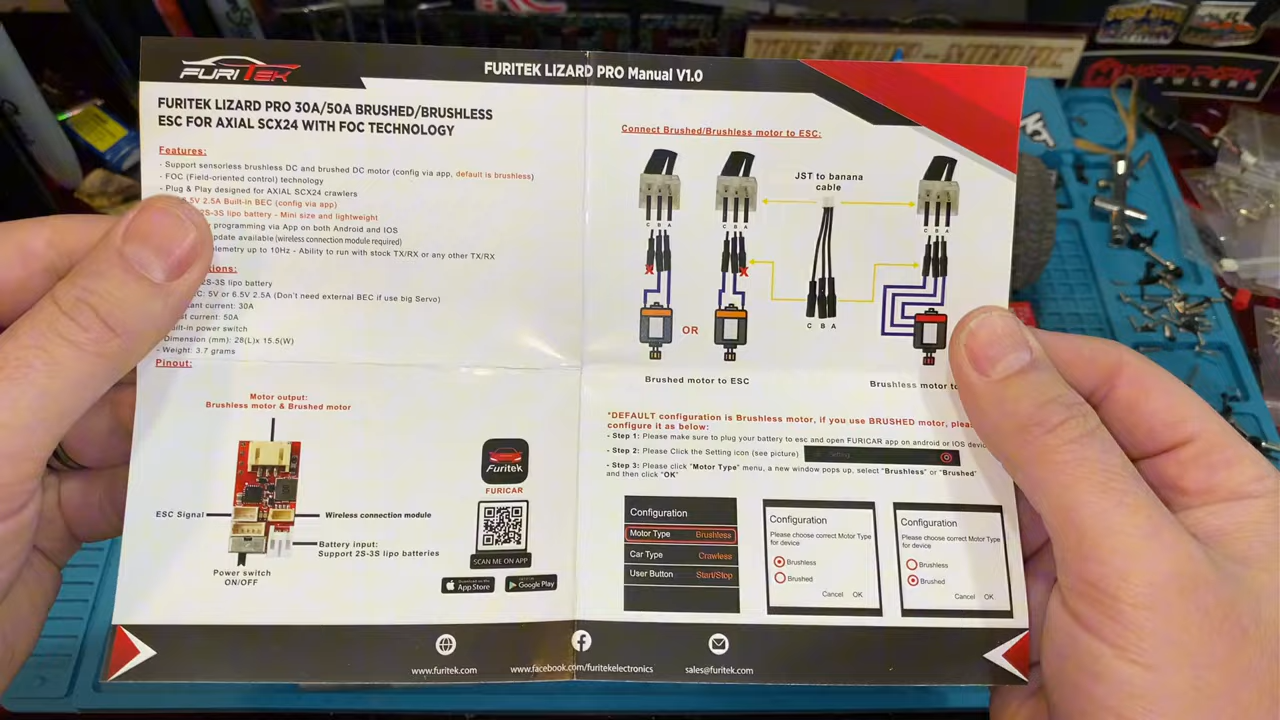 FURITEK
FURITEK LIZARD PRO Manual V1.0
FURITEK LIZARD PRO 30A/50A BRUSHED/BRUSHLESS
ESC FOR AXIAL SCX24 WITH FOC TECHNOLOGY
Features:
- Support sensorless brushless DC and brushed DC motor (config via app, default is brushless)
- FOC (Field-oriented control) technology
- Plug & Play designed for AXIAL SCX24 crawlers
6.5V 2.5A Built-in BEC (config via app)
2S-3S lipo battery - Mini size and lightweight
programming via App on both Android and IOS
update available (wireless connection module required)
up to 10Hz - Ability to run with stock TX/RX or any other TX/RX
2S-3S lipo battery
5V or 6.5V 2.5A (Don't need external BEC if use big Servo)
current: 30A
current: 50A
power switch
Dimension (mm): 28(L)x 15.5(W)
- Weight: 3.7 grams
Pinout:
Motor output:
Brushless motor & Brushed motor
ESC Signal
Wireless connection module
Battery input:
Support 2S-3S lipo batteries
Power switch
ON/OFF
Furitek
FURICAR
SCAN ME ON APP
App Store
Google Play
Connect Brushed/Brushless motor to ESC:
JST to banana
cable
C B A
C B A
C B A
C B A
OR
Brushed motor to ESC
Brushless motor to
*DEFAULT configuration is Brushless motor, if you use BRUSHED motor,
configure it as below:
- Step 1: Please make sure to plug your battery to esc and open FURICAR app on android or IOS
- Step 2: Please Click the Setting icon (see picture)
Setting
- Step 3: Please click "Motor Type" menu, a new window pops up, select "Brushless" or "Brushed"
and then click "OK"
Configuration
Motor Type Brushless
Car Type Crawless
User Button Start/Stop
Configuration
Please choose correct Motor Type
for device
Brushless
Brushed
Cancel OK
Configuration
Please choose correct Motor Type
for device
Brushless
Brushed
Cancel OK
www.furitek.com
www.facebook.com/furitekelectronics
sales@furitek.com